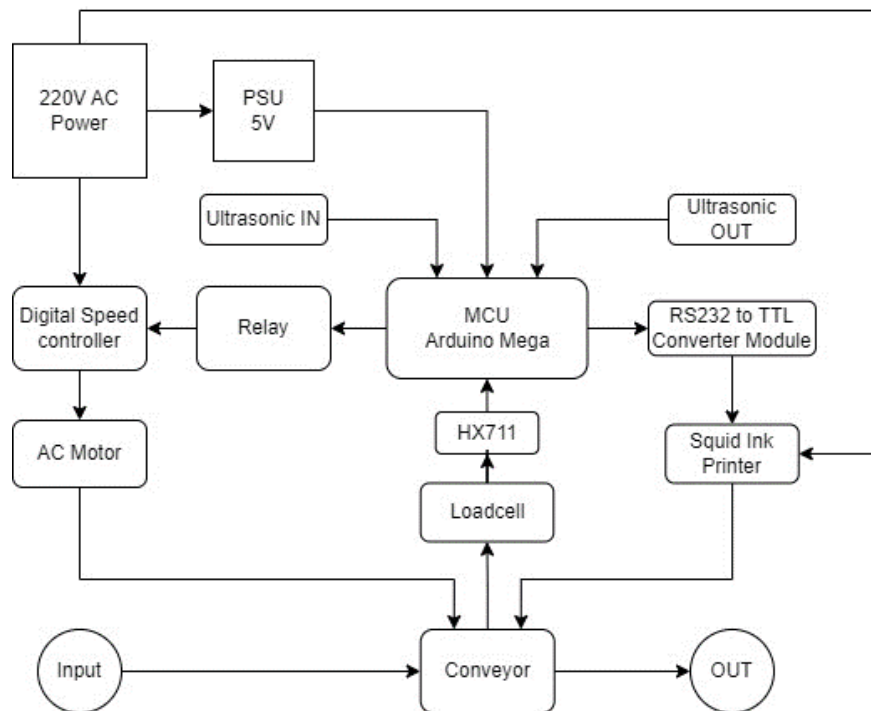 220V AC
Power
PSU
5V
Ultrasonic IN
Ultrasonic
OUT
Digital Speed
controller
Relay
MCU
Arduino Mega
RS232 to TTL
Converter Module
AC Motor
HX711
Squid Ink
Printer
Loadcell
Input
Conveyor
OUT